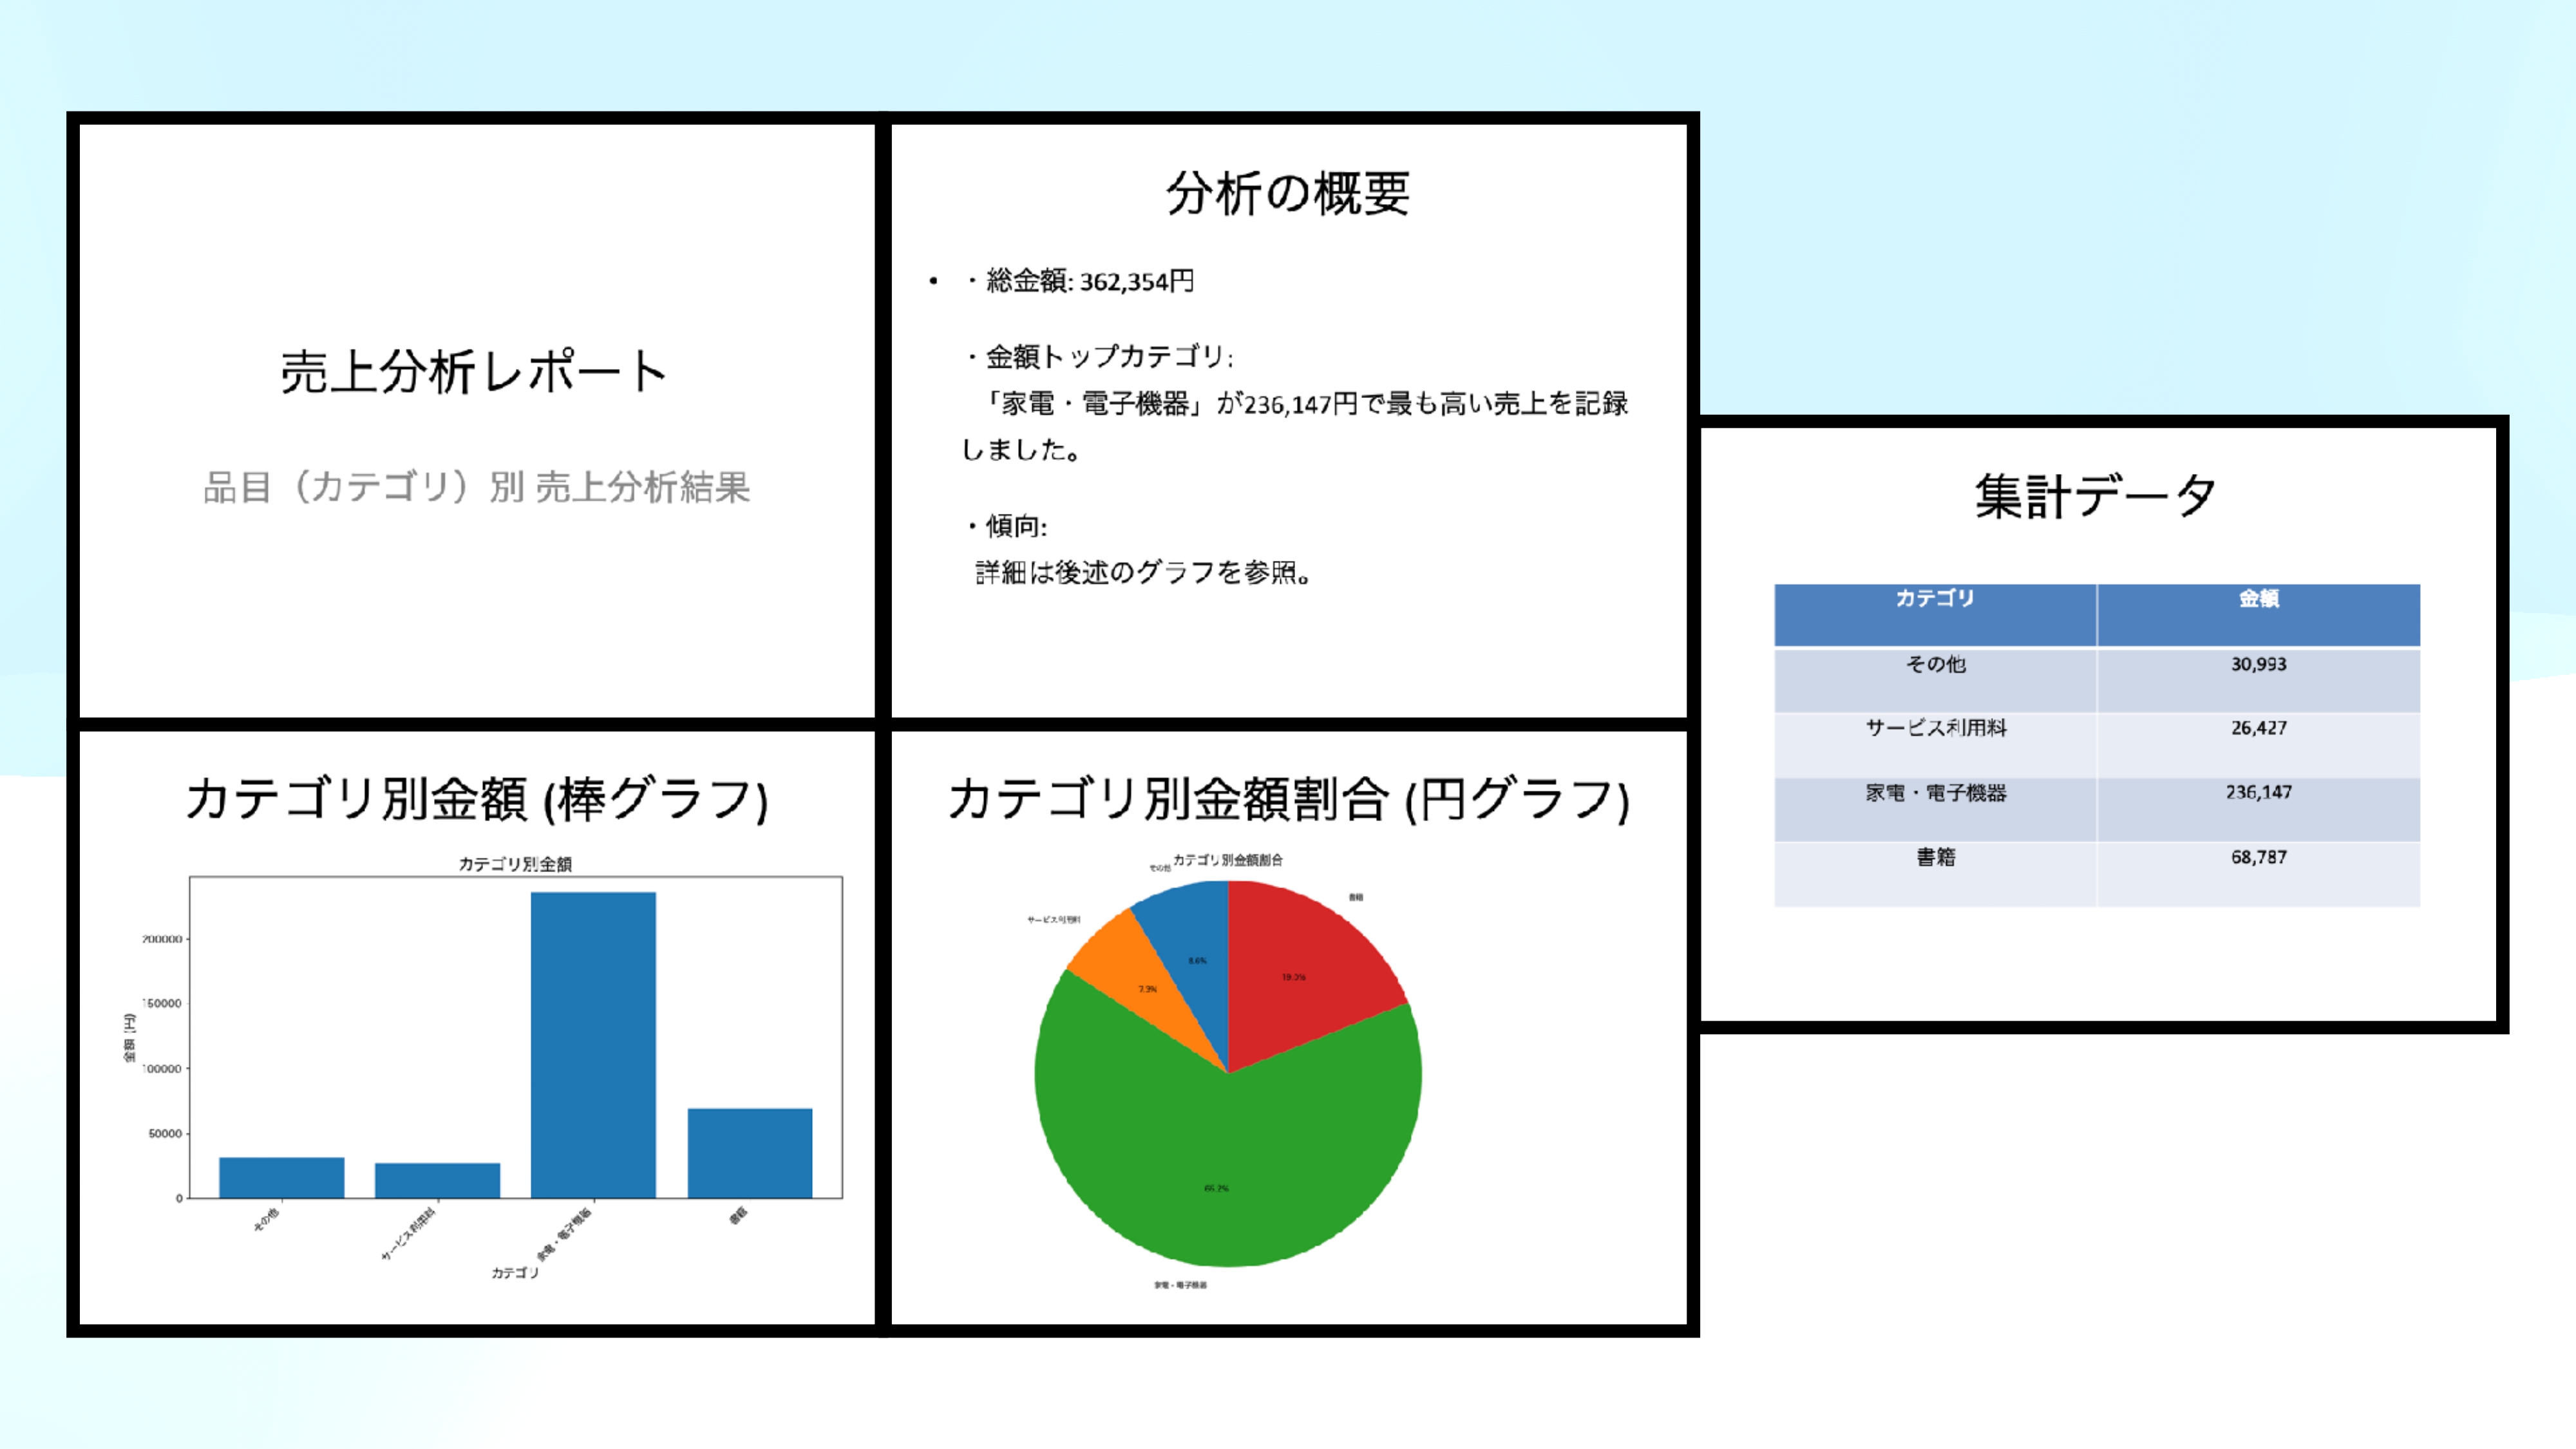 売上分析レポート
品目（カテゴリ）別 売上分析結果
分析の概要
• ・総金額: 362,354円
・金額トップカテゴリ:
「家電・電子機器」が236,147円で最も高い売上を記録
しました。
・傾向:
詳細は後述のグラフを参照。
カテゴリ別金額 (棒グラフ)
カテゴリ別金額
金額 (円)
200000
150000
100000
50000
0
その他
サービス利用料
家電・電子機器
書籍
カテゴリ
カテゴリ別金額割合 (円グラフ)
カテゴリ別金額割合
その他
書籍
サービス利用料
8.6%
19.0%
7.3%
65.2%
家電・電子機器
集計データ
カテゴリ 金額
その他 30,993
サービス利用料 26,427
家電・電子機器 236,147
書籍 68,787